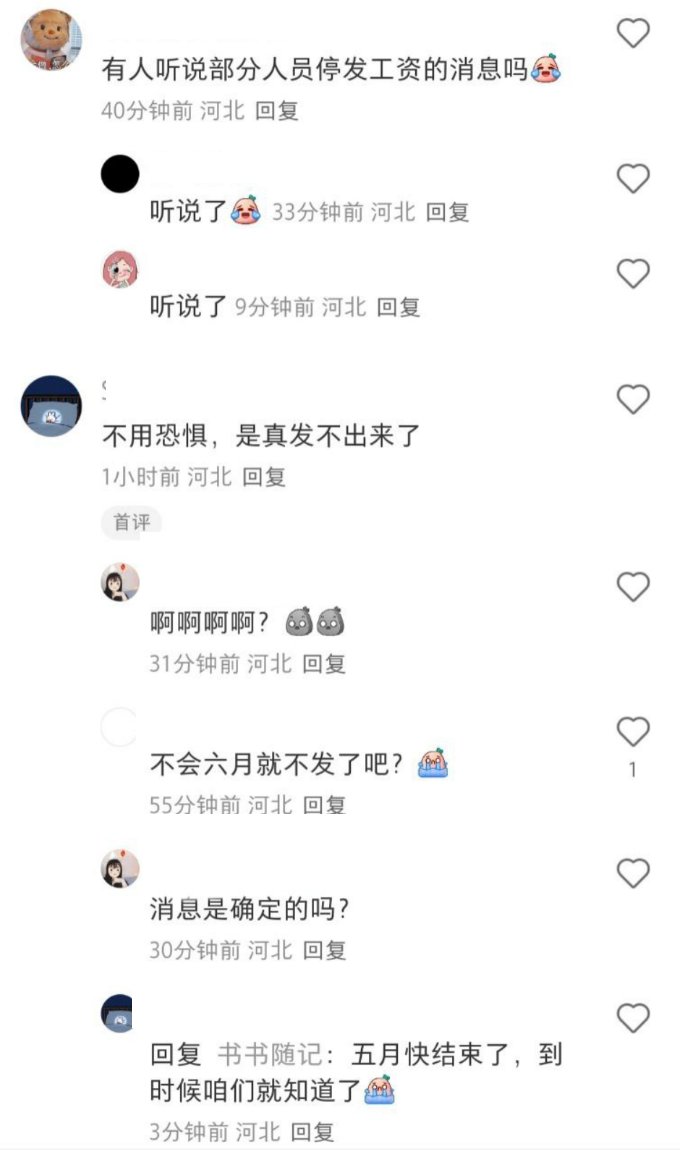 有人听说部分人员停发工资的消息吗
40分钟前 河北 回复
听说了 33分钟前 河北 回复
听说了 9分钟前 河北 回复
不用恐惧，是真发不出来了
1小时前 河北 回复
首评
啊啊啊啊？
31分钟前 河北 回复
不会六月就不发了吧？
1
55分钟前 河北 回复
消息是确定的吗？
30分钟前 河北 回复
回复 书书随记：五月快结束了，到
时候咱们就知道了
3分钟前 河北 回复